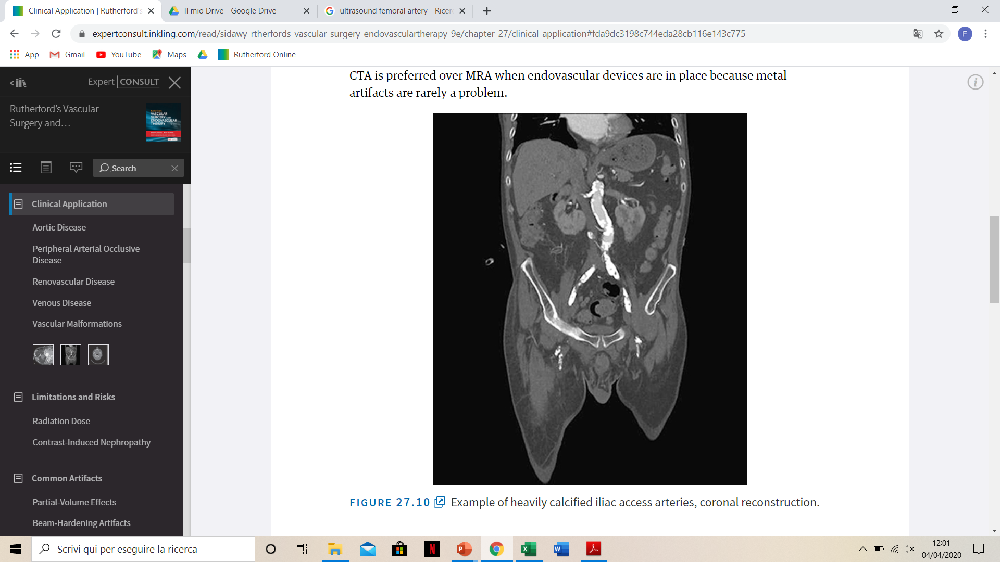 Clinical Application | Rutherford's
Il mio Drive - Google Drive
ultrasound femoral artery - Ricer
expertconsult.inkling.com/read/sidawy-rtherfords-vascular-surgery-endovasculartherapy-9e/chapter-27/clinical-application#fda9dc3198c744eda28cb116e143c775
F
App
Gmail
YouTube
Maps
Rutherford Online
Expert CONSULT
Rutherford's Vascular
Surgery and…
VASCULAR
SURGERY AND
ENDOVASCULAR
THERAPY
Search
Clinical Application
Aortic Disease
Peripheral Arterial Occlusive
Disease
Renovascular Disease
Venous Disease
Vascular Malformations
Limitations and Risks
Radiation Dose
Contrast-Induced Nephropathy
Common Artifacts
Partial-Volume Effects
Beam-Hardening Artifacts
CTA is preferred over MRA when endovascular devices are in place because metal
artifacts are rarely a problem.
FIGURE 27.10 Example of heavily calcified iliac access arteries, coronal reconstruction.
Scrivi qui per eseguire la ricerca
12:01
04/04/2020